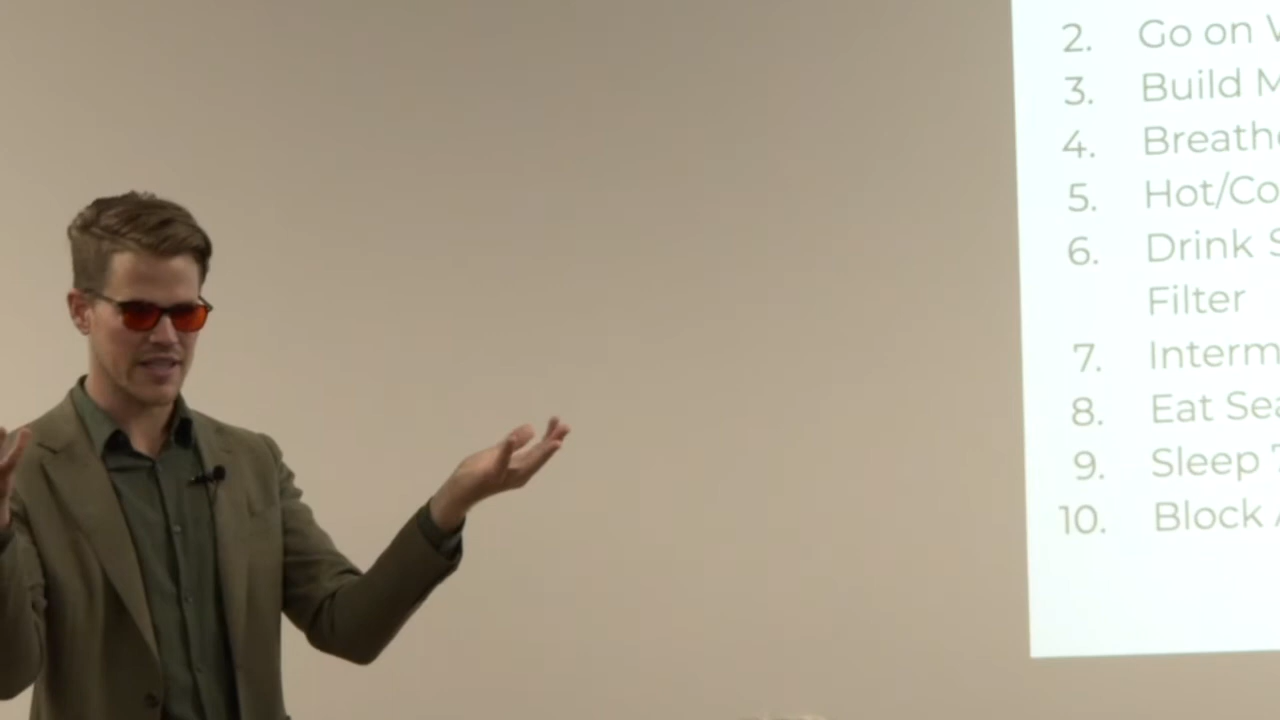 2. Go on
3. Build M
4. Breathe
5. Hot/Co
6. Drink S
Filter
7. Interm
8. Eat Sea
9. Sleep 7
10. Block A